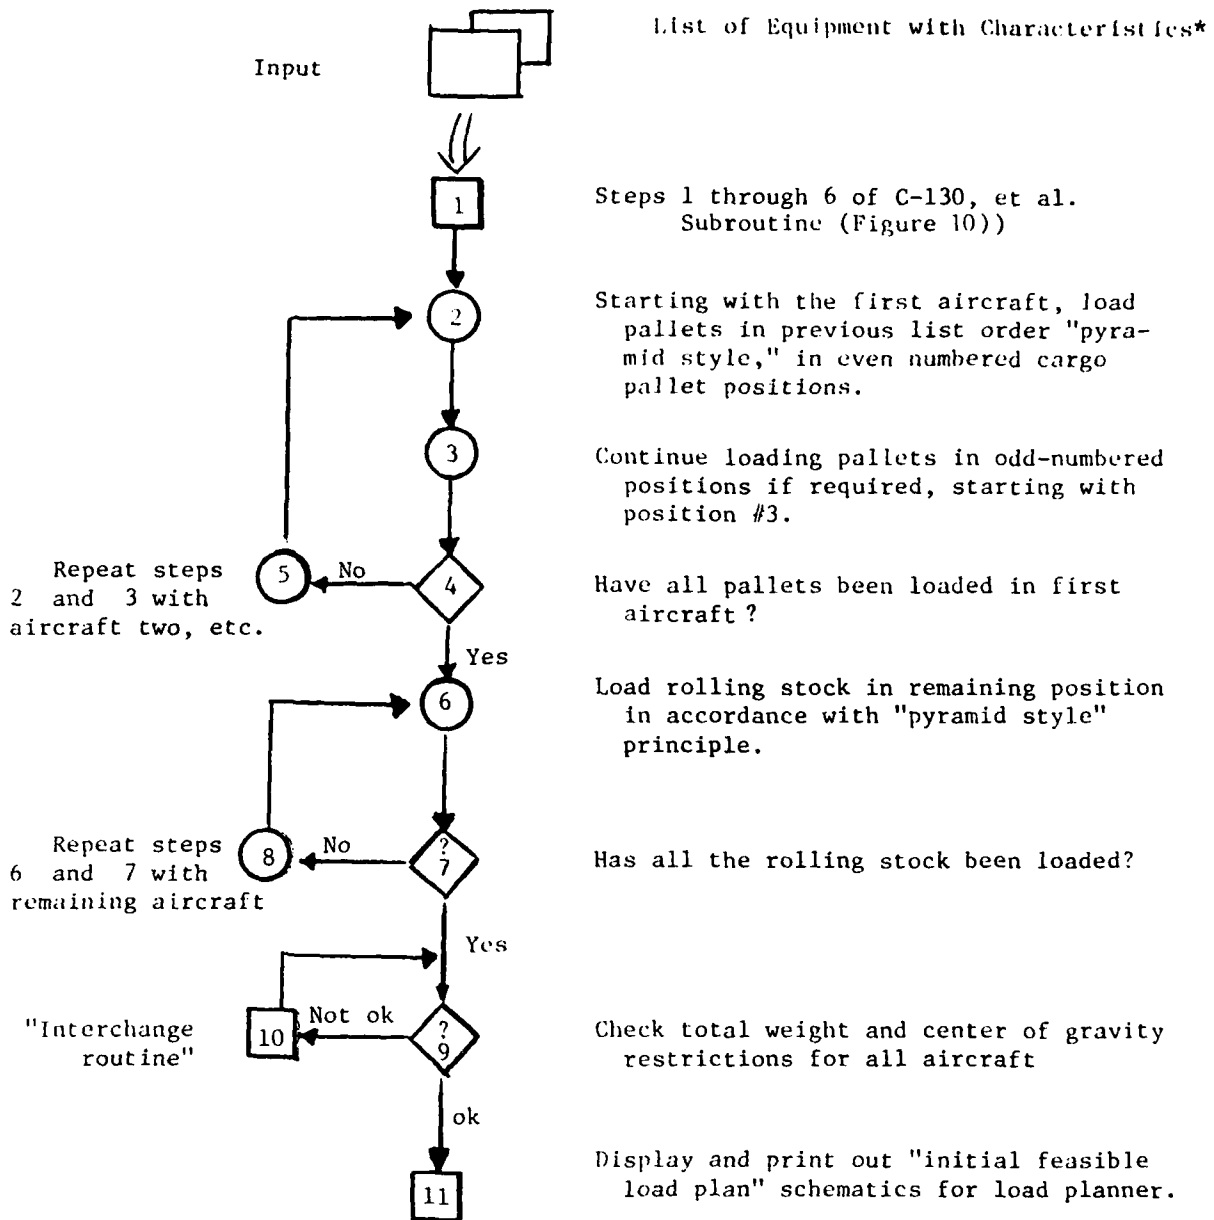 List of Equipment with Characteristics*
Input
1
Steps 1 through 6 of C-130, et al.
Subroutine (Figure 10))
2
Starting with the first aircraft, load
pallets in previous list order "pyra-
mid style," in even numbered cargo
pallet positions.
3
Continue loading pallets in odd-numbered
positions if required, starting with
position #3.
Repeat steps
2 and 3 with
aircraft two, etc.
5
No
4
Have all pallets been loaded in first
aircraft ?
Yes
6
Load rolling stock in remaining position
in accordance with "pyramid style"
principle.
Repeat steps
6 and 7 with
remaining aircraft
8
No
?
7
Has all the rolling stock been loaded?
Yes
"Interchange
routine"
10
Not ok
?
9
Check total weight and center of gravity
restrictions for all aircraft
ok
11
Display and print out "initial feasible
load plan" schematics for load planner.